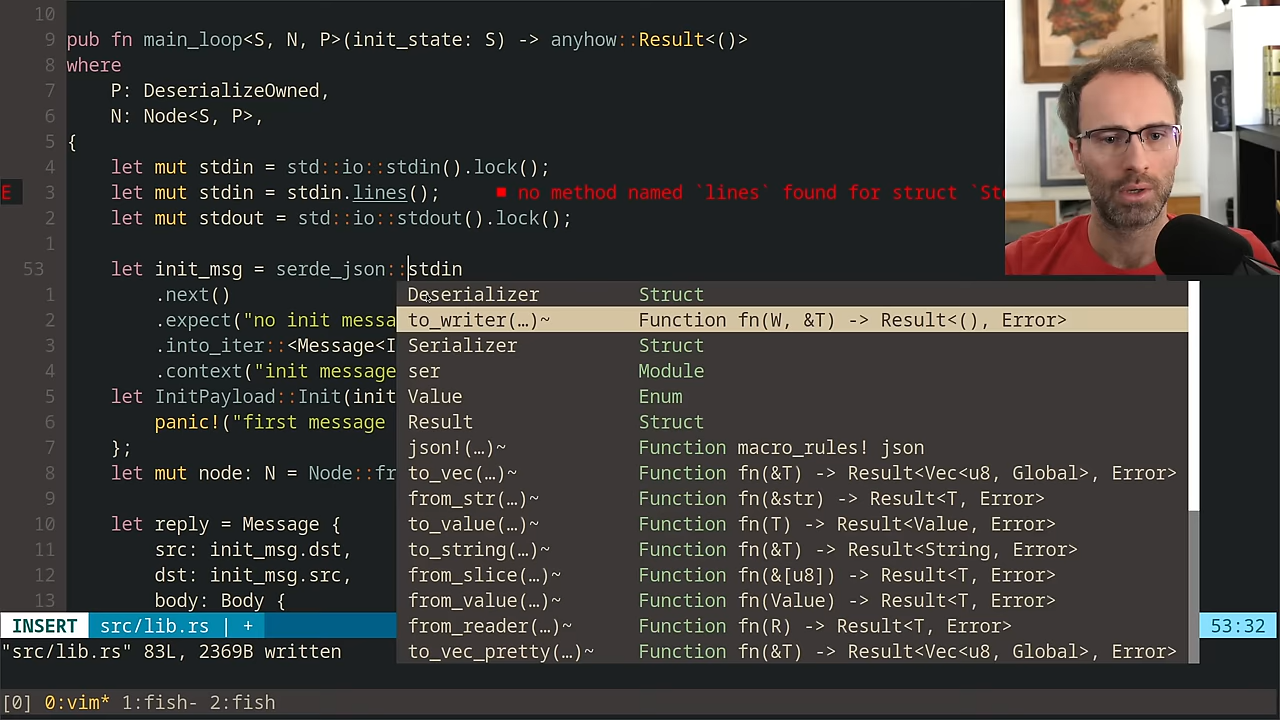 10
9 pub fn main_loop<S, N, P>(init_state: S) -> anyhow::Result<()>
8 where
7     P: DeserializeOwned,
6     N: Node<S, P>,
5 {
4     let mut stdin = std::io::stdin().lock();
E 3     let mut stdin = stdin.lines();     ■ no method named `lines` found for struct `Std
2     let mut stdout = std::io::stdout().lock();
1
53     let init_msg = serde_json::stdin
1         .next()     Deserializer     Struct
2         .expect("no init messa     to_writer(…)~     Function fn(W, &T) -> Result<(), Error>
3         .into_iter::<Message<I     Serializer     Struct
4         .context("init message     ser     Module
5     let InitPayload::Init(init     Value     Enum
6         panic!("first message     Result     Struct
7     };     json!(…)~     Function macro_rules! json
8     let mut node: N = Node::fr     to_vec(…)~     Function fn(&T) -> Result<Vec<u8, Global>, Error>
9     from_str(…)~     Function fn(&str) -> Result<T, Error>
10     let reply = Message {     to_value(…)~     Function fn(T) -> Result<Value, Error>
11         src: init_msg.dst,     to_string(…)~     Function fn(&T) -> Result<String, Error>
12         dst: init_msg.src,     from_slice(…)~     Function fn(&[u8]) -> Result<T, Error>
13         body: Body {     from_value(…)~     Function fn(Value) -> Result<T, Error>
INSERT src/lib.rs | +     from_reader(…)~     Function fn(R) -> Result<T, Error>     53:32
"src/lib.rs" 83L, 2369B written     to_vec_pretty(…)~     Function fn(&T) -> Result<Vec<u8, Global>, Error>
[0] 0:vim* 1:fish- 2:fish